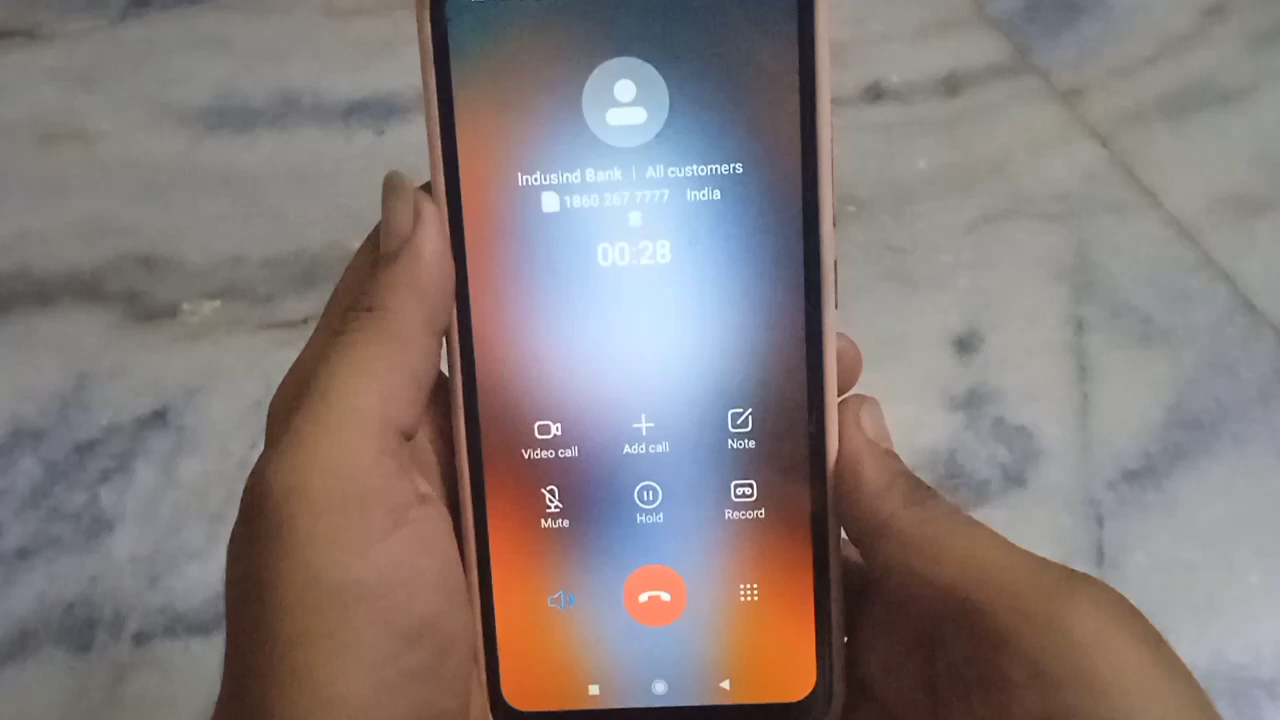 Indusind Bank | All customers
1860 267 7777 India
00:28
Video call
Add call
Note
Mute
Hold
Record